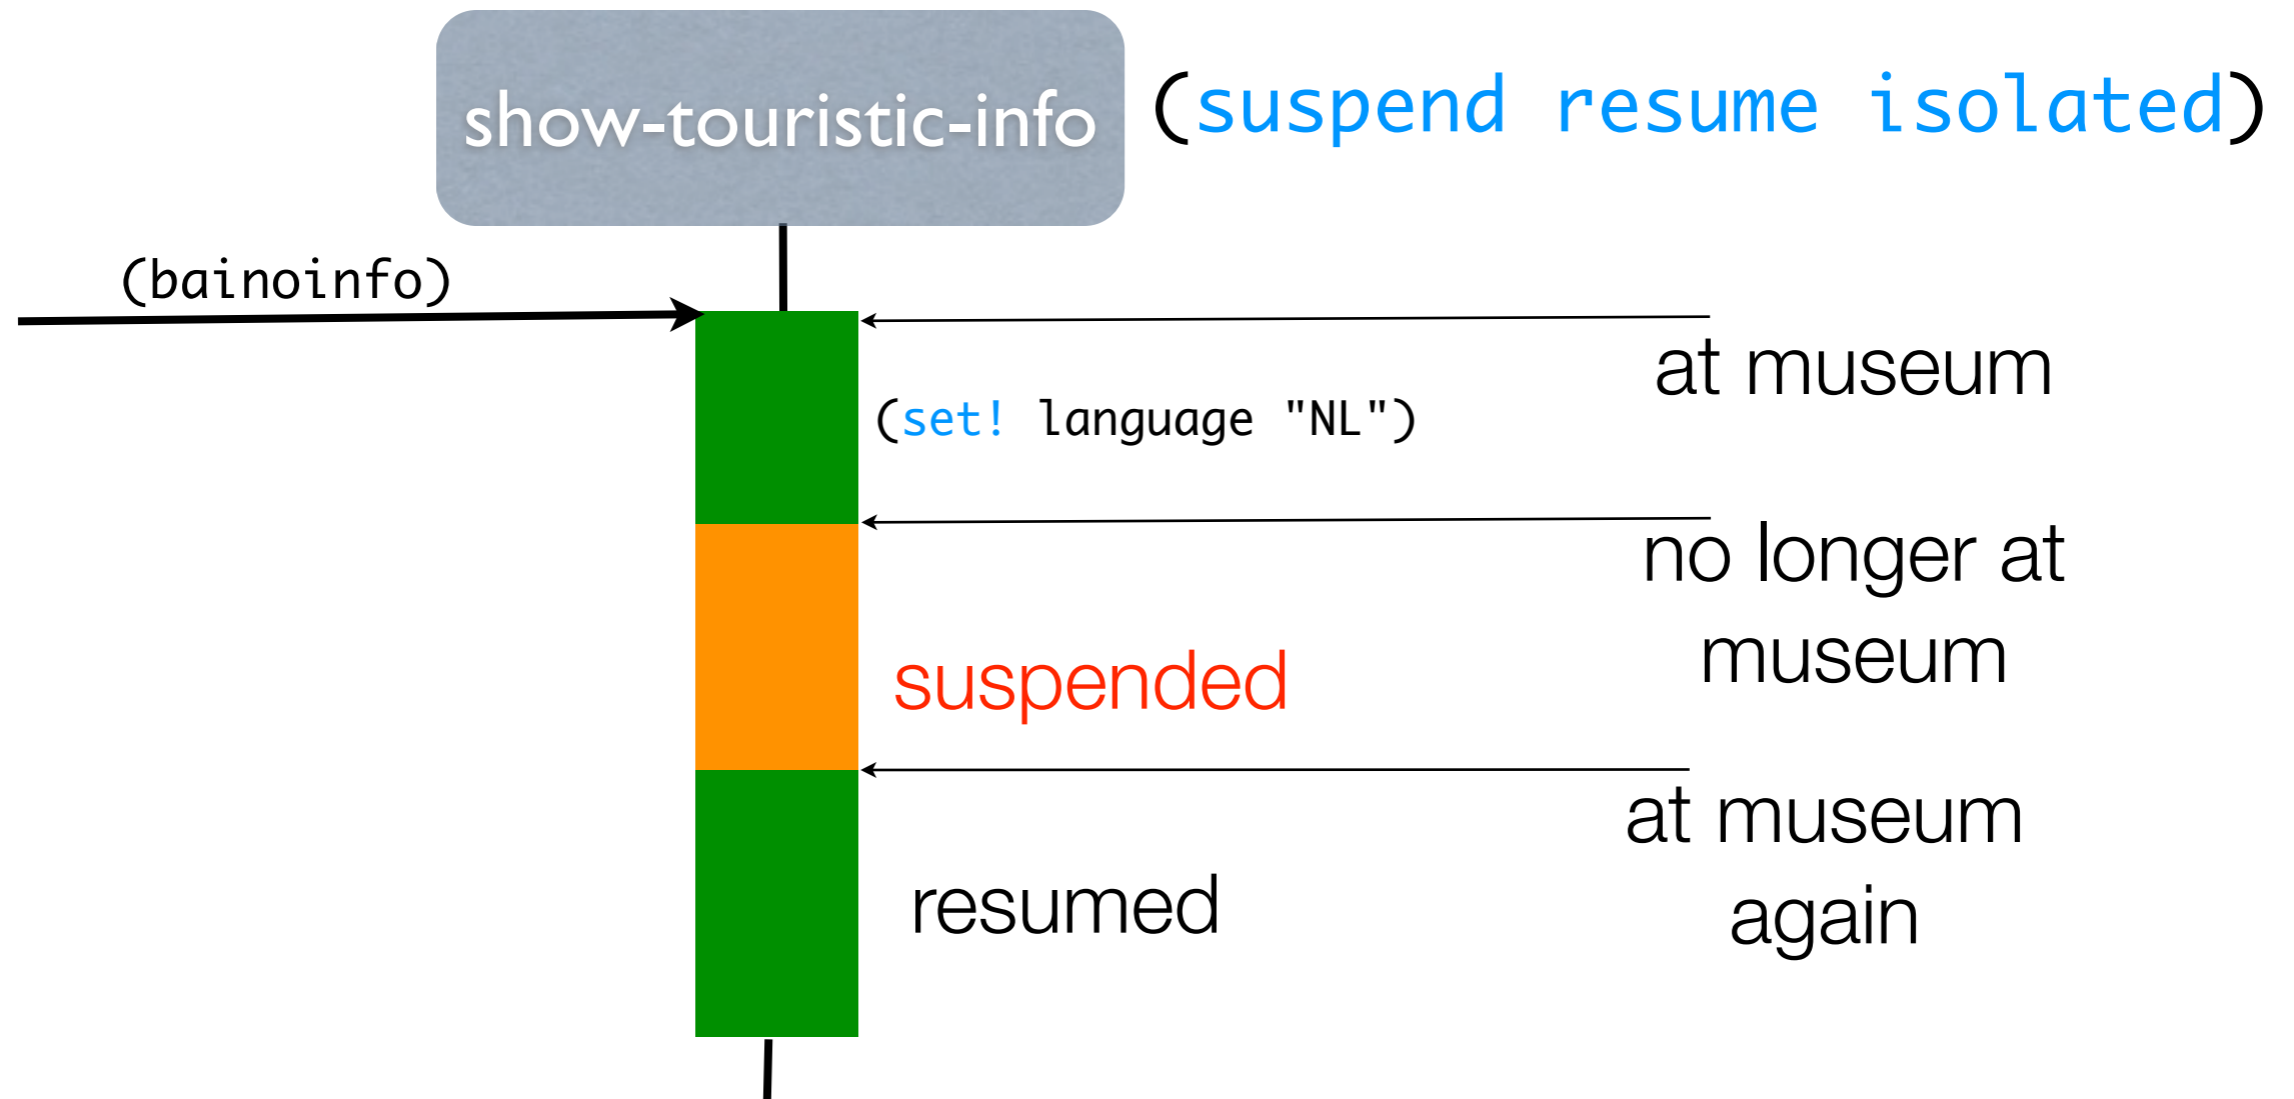 show-touristic-info
(suspend resume isolated)
(bainoinfo)
at museum
(set! language "NL")
no longer at
museum
suspended
at museum
again
resumed